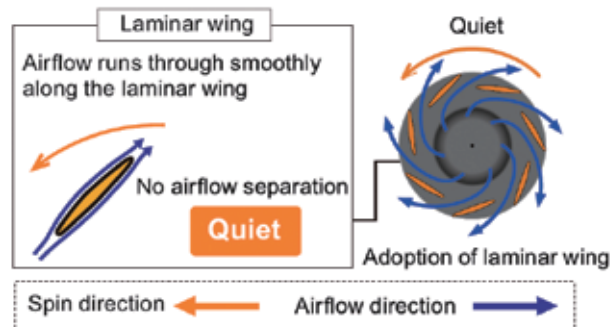 Laminar wing
Airflow runs through smoothly
along the laminar wing
No airflow separation
Quiet
Quiet
Adoption of laminar wing
Spin direction
Airflow direction